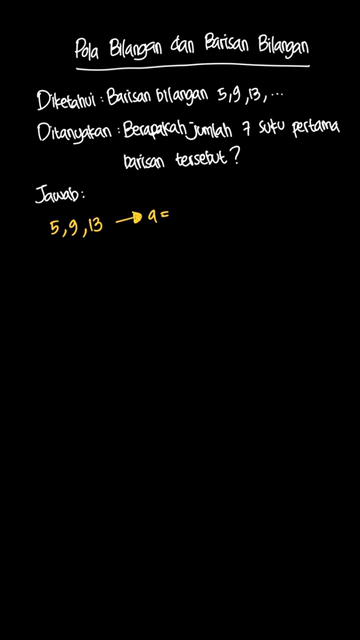 Pola Bilangan dan Barisan Bilangan
Diketahui : Barisan bilangan 5, 9, 13, ...
Ditanyakan : Berapakah jumlah 7 suku pertama
barisan tersebut ?
Jawab :
5, 9, 13 → a =